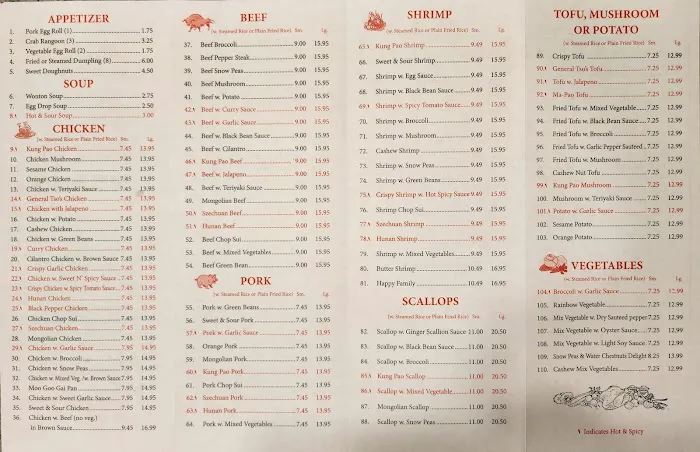 APPETIZER
1. Pork Egg Roll (1) 1.75
2. Crab Rangoon (3) 3.25
3. Vegetable Egg Roll (2) 1.75
4. Fried or Steamed Dumpling (8) 6.00
5. Sweet Doughnuts 4.50
SOUP
6. Wonton Soup 2.75
7. Egg Drop Soup 2.50
8. Hot & Sour Soup 3.00
CHICKEN
(w. Steamed Rice or Plain Fried Rice) Sm. Lg.
9. Kung Pao Chicken 7.45 13.95
10. Chicken Mushroom 7.45 13.95
11. Sesame Chicken 7.45 13.95
12. Orange Chicken 7.45 13.95
13. Chicken w. Teriyaki Sauce 7.45 13.95
14. General Tso's Chicken 7.45 13.95
15. Chicken with Jalapeno 7.45 13.95
16. Chicken w. Potato 7.45 13.95
17. Cashew Chicken 7.45 13.95
18. Chicken w. Green Beans 7.45 13.95
19. Curry Chicken 7.45 13.95
20. Cilantro Chicken w. Brown Sauce 7.45 13.95
21. Crispy Garlic Chicken 7.45 13.95
22. Chicken w. Sweet N' Spicy Sauce 7.45 13.95
23. Crispy Chicken w Spicy Tomato Sauce 7.45 13.95
24. Hunan Chicken 7.45 13.95
25. Black Pepper Chicken 7.45 13.95
26. Chicken Chop Sui 7.45 13.95
27. Szechuan Chicken 7.45 13.95
28. Mongolian Chicken 7.45 13.95
29. Chicken w. Garlic Sauce 7.45 13.95
30. Chicken w. Broccoli 7.95 14.95
31. Chicken w. Snow Peas 7.95 14.95
32. Chicken w. Mixed Veg. /w. Brown Sauce 7.95 14.95
33. Moo Goo Gai Pan 7.95 14.95
34. Chicken w. Sweet Garlic Sauce 7.95 14.95
35. Sweet & Sour Chicken 7.95 14.95
36. Chicken w. Beef (no veg.)
in Brown Sauce 9.45 16.99
BEEF
(w. Steamed Rice or Plain Fried Rice) Sm. Lg.
37. Beef Broccoli 9.00 15.95
38. Beef Pepper Steak 9.00 15.95
39. Beef Snow Peas 9.00 15.95
40. Beef Mushroom 9.00 15.95
41. Beef w. Potato 9.00 15.95
42. Beef w. Curry Sauce 9.00 15.95
43. Beef w. Garlic Sauce 9.00 15.95
44. Beef w. Black Bean Sauce 9.00 15.95
45. Beef w. Cilantro 9.00 15.95
46. Kung Pao Beef 9.00 15.95
47. Beef w. Jalapeno 9.00 15.95
48. Beef w. Teriyaki Sauce 9.00 15.95
49. Mongolian Beef 9.00 15.95
50. Szechuan Beef 9.00 15.95
51. Hunan Beef 9.00 15.95
52. Beef Chop Sui 9.00 15.95
53. Beef w. Mixed Vegetables 9.00 15.95
54. Beef Green Bean 9.00 15.95
PORK
(w. Steamed Rice or Plain Fried Rice) Sm. Lg.
55. Pork w. Green Beans 7.45 13.95
56. Sweet & Sour Pork 7.45 13.95
57. Pork w. Garlic Sauce 7.45 13.95
58. Orange Pork 7.45 13.95
59. Mongolian Pork 7.45 13.95
60. Kung Pao Pork 7.45 13.95
61. Pork Chop Sui 7.45 13.95
62. Szechuan Pork 7.45 13.95
63. Hunan Pork 7.45 13.95
64. Pork w. Mixed Vegetables 7.45 13.95
SHRIMP
(w. Steamed Rice or Plain Fried Rice) Sm. Lg.
65. Kung Pao Shrimp 9.49 15.95
66. Sweet & Sour Shrimp 9.49 15.95
67. Shrimp w. Egg Sauce 9.49 15.95
68. Shrimp w. Black Bean Sauce 9.49 15.95
69. Shrimp w. Spicy Tomato Sauce 9.49 15.95
70. Shrimp w. Broccoli 9.49 15.95
71. Shrimp w. Mushroom 9.49 15.95
72. Cashew Shrimp 9.49 15.95
73. Shrimp w. Snow Peas 9.49 15.95
74. Shrimp w. Green Beans 9.49 15.95
75. Crispy Shrimp w. Hot Spicy Sauce 9.49 15.95
76. Shrimp Chop Sui 9.49 15.95
77. Szechuan Shrimp 9.49 15.95
78. Hunan Shrimp 9.49 15.95
79. Shrimp w. Mixed Vegetables 9.49 15.95
80. Butter Shrimp 10.49 16.95
81. Happy Family 10.49 16.95
SCALLOPS
(w. Steamed Rice or Plain Fried Rice) Sm. Lg.
82. Scallop w. Ginger Scallion Sauce 11.00 20.50
83. Scallop w. Black Bean Sauce 11.00 20.50
84. Scallop w. Broccoli 11.00 20.50
85. Kung Pao Scallop 11.00 20.50
86. Scallop w. Mixed Vegetable 11.00 20.50
87. Mongolian Scallop 11.00 20.50
88. Scallop w. Snow Peas 11.00 20.50
TOFU, MUSHROOM
OR POTATO
(w. Steamed Rice or Plain Fried Rice) Sm. Lg.
89. Crispy Tofu 7.25 12.99
90. General Tso's Tofu 7.25 12.99
91. Tofu w. Jalapeno 7.25 12.99
92. Ma-Pao Tofu 7.25 12.99
93. Fried Tofu w. Mixed Vegetable 7.25 12.99
94. Fried Tofu w. Black Bean Sauce 7.25 12.99
95. Fried Tofu w. Broccoli 7.25 12.99
96. Fried Tofu w. Garlic Pepper Sauteed 7.25 12.99
97. Fried Tofu w. Mushroom 7.25 12.99
98. Cashew Nut Tofu 7.25 12.99
99. Kung Pao Mushroom 7.25 12.99
100. Mushroom w. Teriyaki Sauce 7.25 12.99
101. Potato w. Garlic Sauce 7.25 12.99
102. Sesame Potato 7.25 12.99
103. Orange Potato 7.25 12.99
VEGETABLES
(w. Steamed Rice or Plain Fried Rice) Sm. Lg.
104. Broccoli w. Garlic Sauce 7.25 12.99
105. Rainbow Vegetable 7.25 12.99
106. Mix Vegetable w. Dry Sauteed pepper 7.25 12.99
107. Mix Vegetable w. Oyster Sauce 7.25 12.99
108. Mix Vegetable w. Light Soy Sauce 7.25 12.99
109. Snow Peas & Water Chestnuts Delight 8.25 13.99
110. Cashew Mix Vegetables 7.25 12.99
Indicates Hot & Spicy